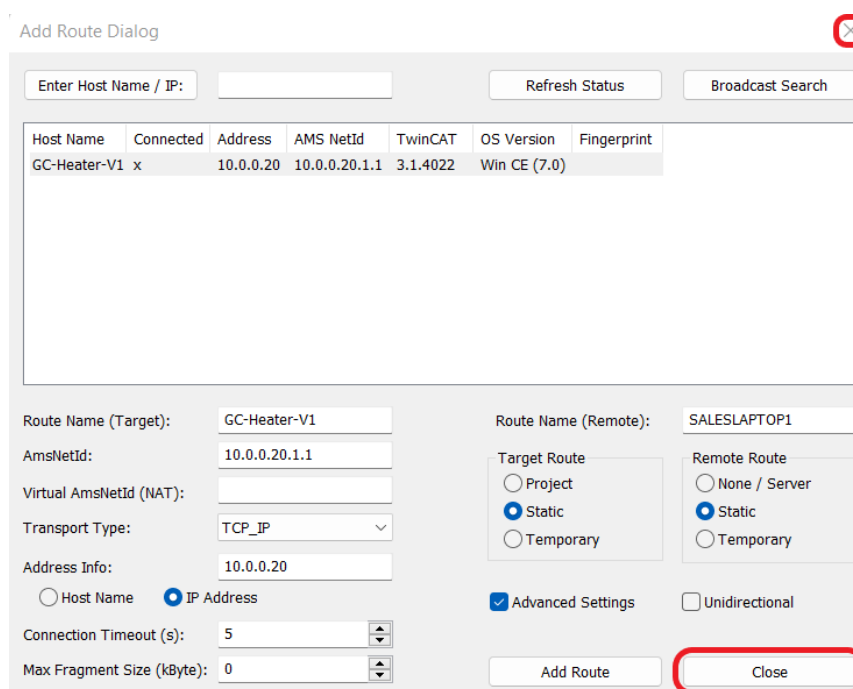 Add Route Dialog
Enter Host Name / IP: Refresh Status Broadcast Search
Host Name Connected Address AMS NetId TwinCAT OS Version Fingerprint
GC-Heater-V1 x 10.0.0.20 10.0.0.20.1.1 3.1.4022 Win CE (7.0)
Route Name (Target): GC-Heater-V1 Route Name (Remote): SALESLAPTOP1
AmsNetId: 10.0.0.20.1.1 Target Route Remote Route
Virtual AmsNetId (NAT): Project None / Server
Transport Type: TCP_IP Static Static
Address Info: 10.0.0.20 Temporary Temporary
Host Name IP Address Advanced Settings Unidirectional
Connection Timeout (s): 5
Max Fragment Size (kByte): 0 Add Route Close